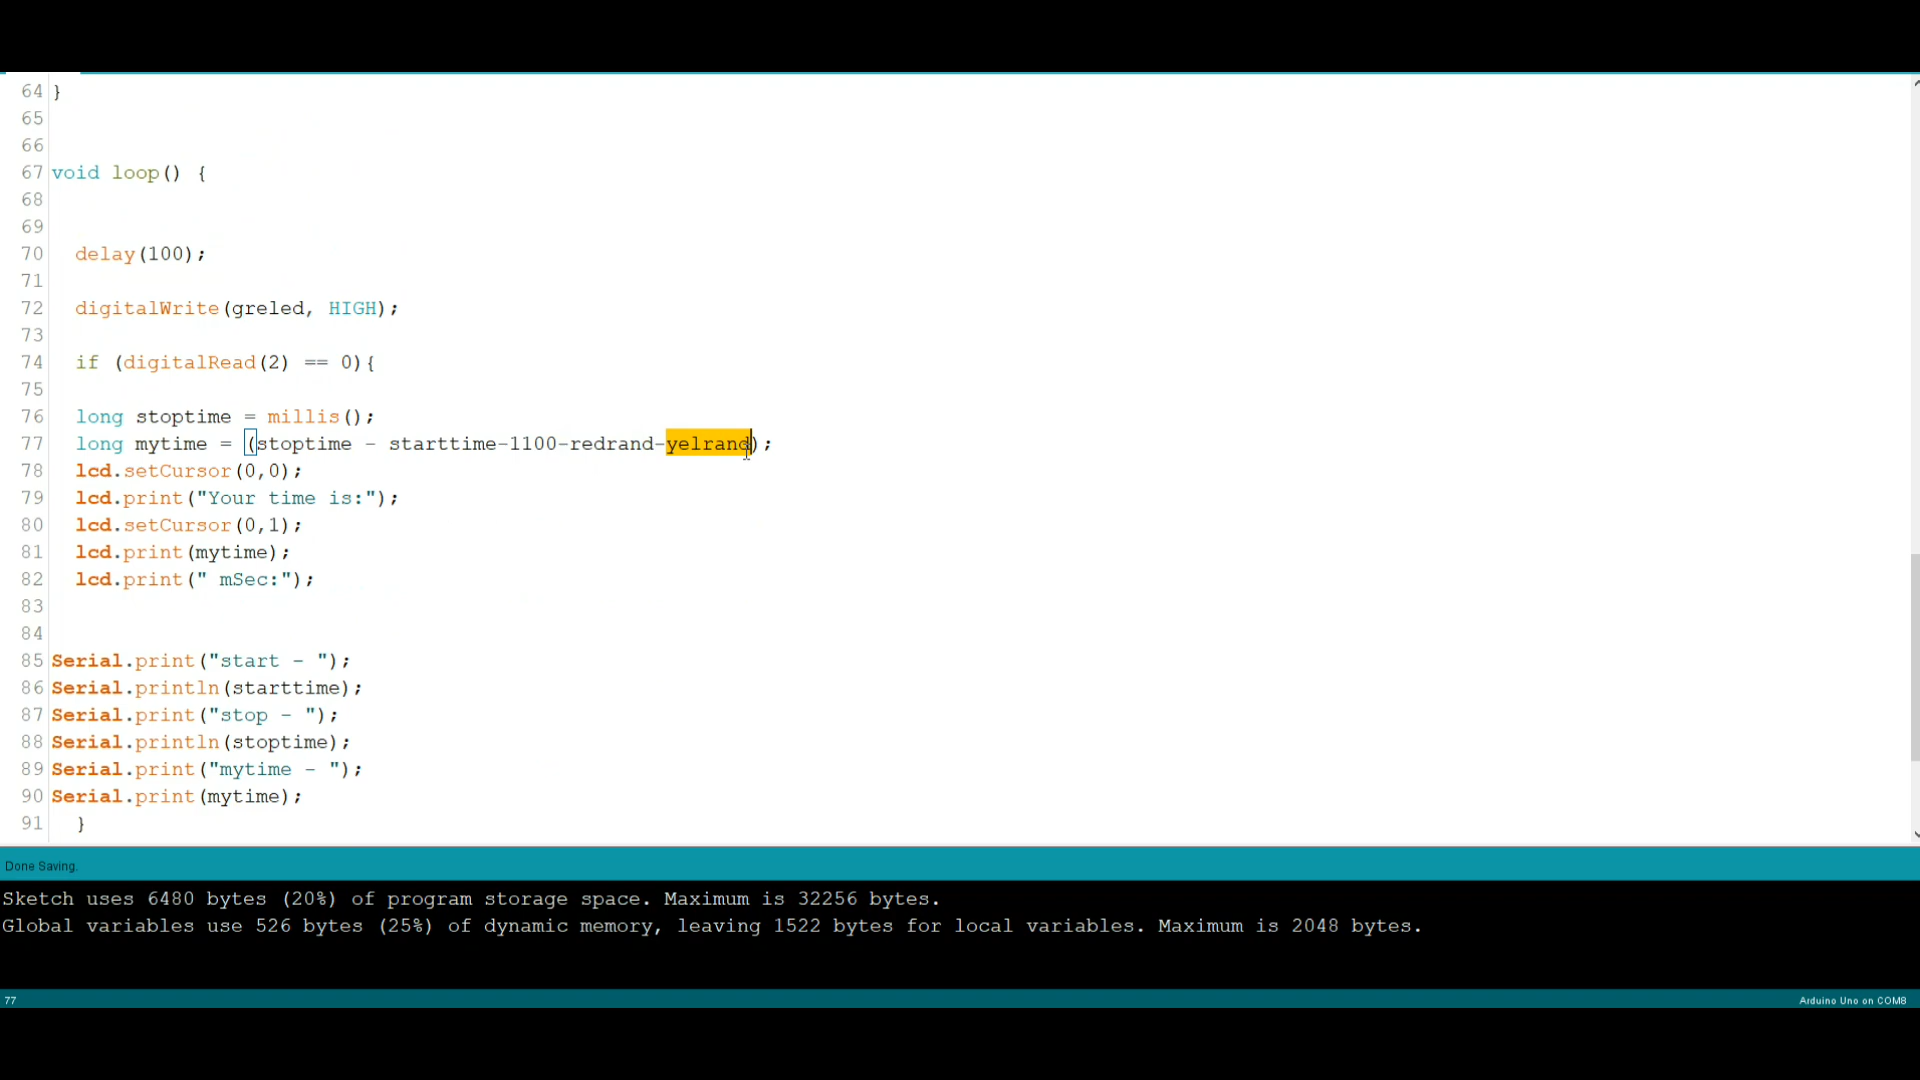 64 }
65
66
67 void loop() {
68
69
70 delay(100);
71
72 digitalWrite(greled, HIGH);
73
74 if (digitalRead(2) == 0){
75
76 long stoptime = millis();
77 long mytime = (stoptime - starttime-1100-redrand-yelrand);
78 lcd.setCursor(0,0);
79 lcd.print("Your time is:");
80 lcd.setCursor(0,1);
81 lcd.print(mytime);
82 lcd.print(" mSec:");
83
84
85 Serial.print("start - ");
86 Serial.println(starttime);
87 Serial.print("stop - ");
88 Serial.println(stoptime);
89 Serial.print("mytime - ");
90 Serial.print(mytime);
91 }
Done Saving.
Sketch uses 6480 bytes (20%) of program storage space. Maximum is 32256 bytes.
Global variables use 526 bytes (25%) of dynamic memory, leaving 1522 bytes for local variables. Maximum is 2048 bytes.
77 Arduino Uno on COM8